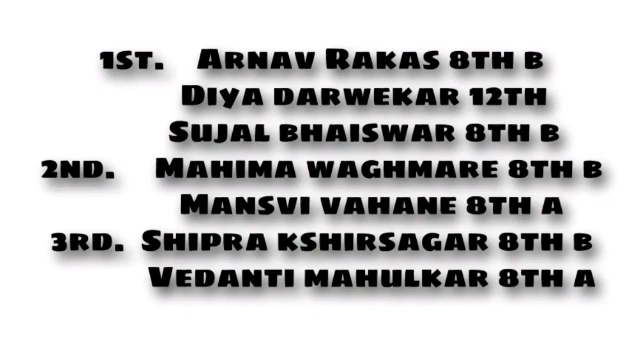 1st. Arnav Rakas 8th b
Diya darwekar 12th
Sujal bhaiswar 8th b
2nd. Mahima waghmare 8th b
Mansvi vahane 8th a
3rd. Shipra kshirsagar 8th b
Vedanti mahulkar 8th a